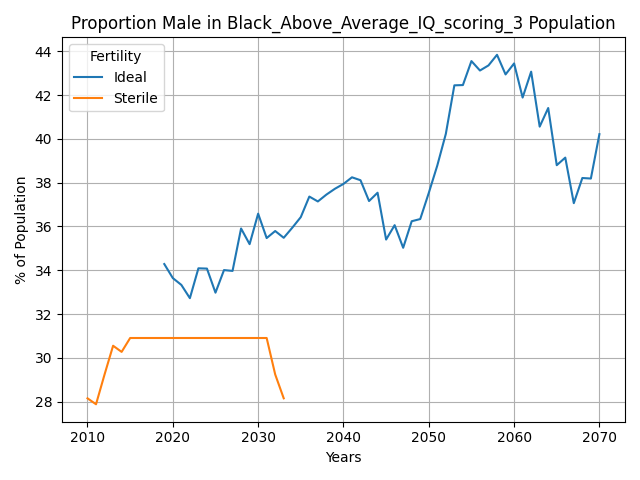 Proportion Male in Black_Above_Average_IQ_scoring_3 Population
Fertility
Ideal
Sterile
% of Population
44
42
40
38
36
34
32
30
28
2010 2020 2030 2040 2050 2060 2070
Years